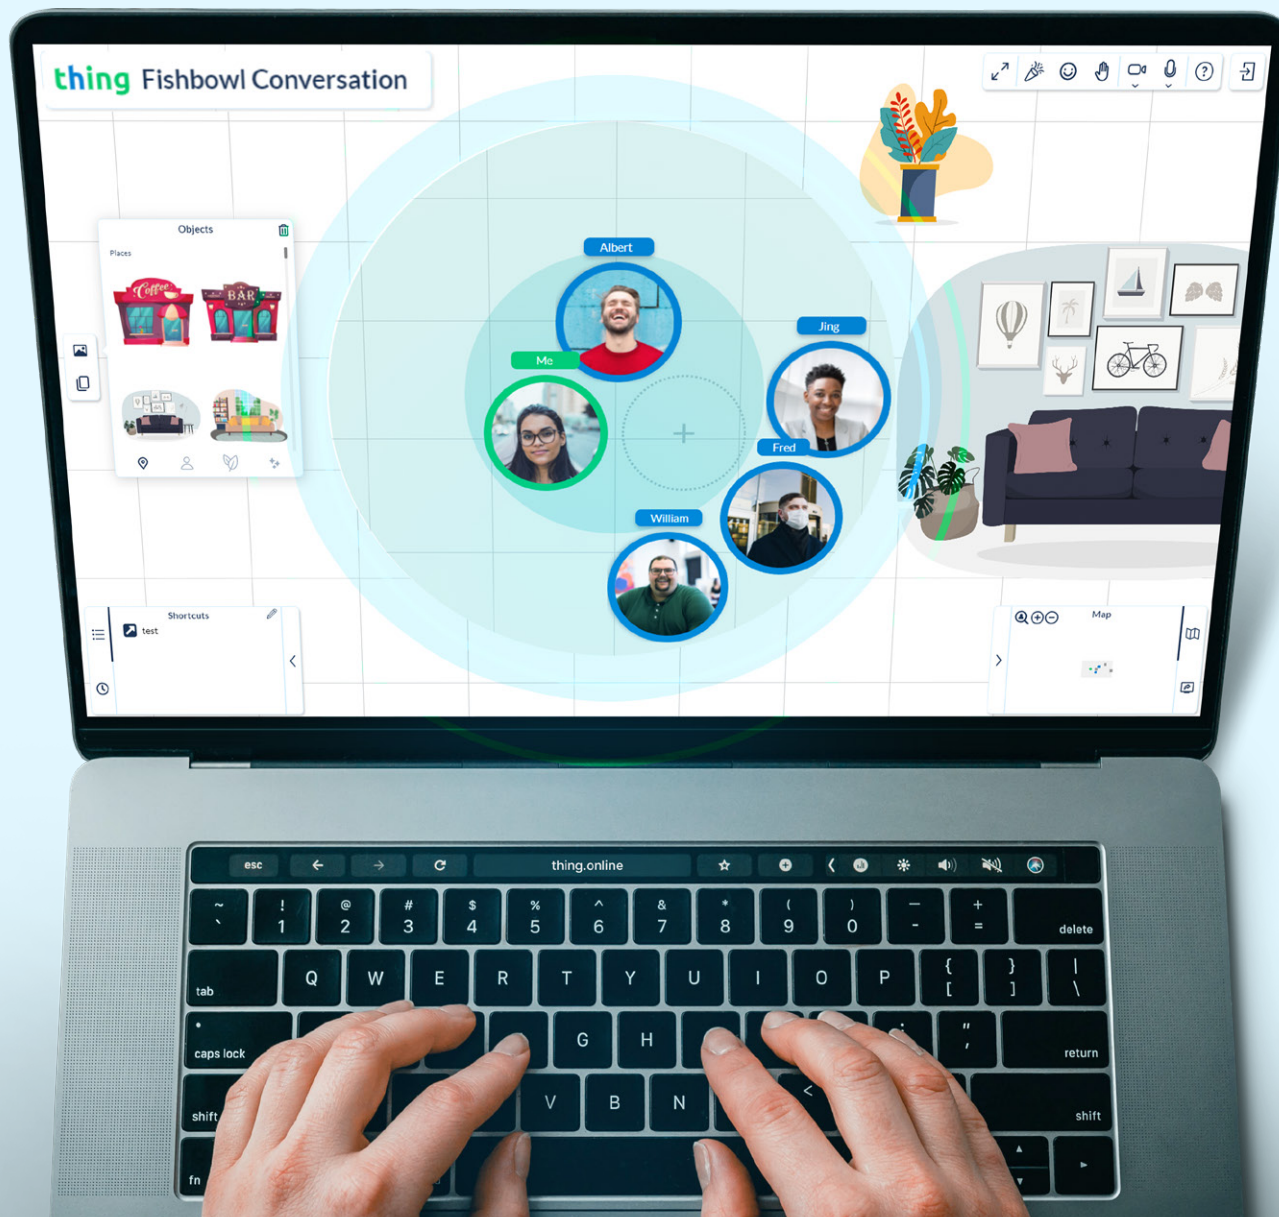 thing Fishbowl Conversation
Objects
Places
Coffee
BAR
Albert
Me
Jing
Fred
William
Shortcuts
test
Map
esc
thing.online
~ ! @ # $ % ^ & * ( ) — +
` 1 2 3 4 5 6 7 8 9 0 - = delete
tab Q W E R T Y U I O P { [ } ] | \
caps lock G H " ' return
shift V B N < shift
fn